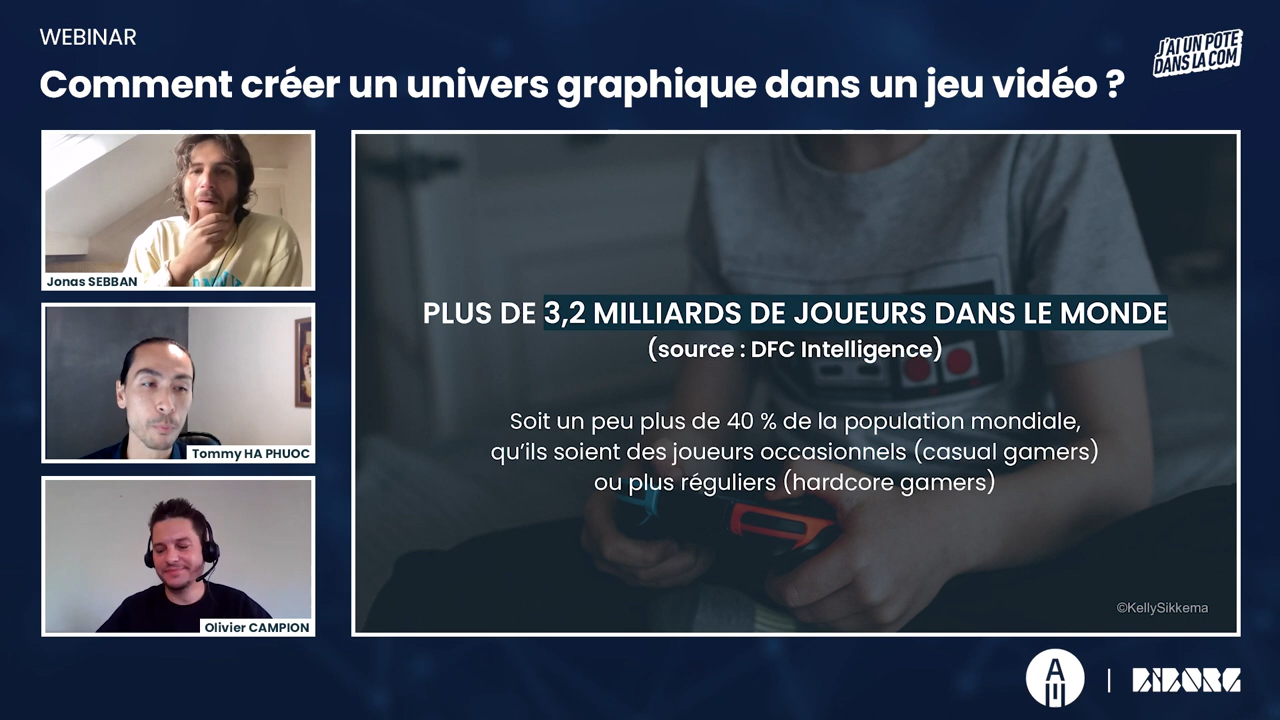 WEBINAR
Comment créer un univers graphique dans un jeu vidéo ?
J'AI UN POTE
DANS LA COM
Jonas SEBBAN
Tommy HA PHUOC
Olivier CAMPION
PLUS DE 3,2 MILLIARDS DE JOUEURS DANS LE MONDE
(source : DFC Intelligence)
Soit un peu plus de 40 % de la population mondiale,
qu'ils soient des joueurs occasionnels (casual gamers)
ou plus réguliers (hardcore gamers)
©KellySikkema
BIBORG